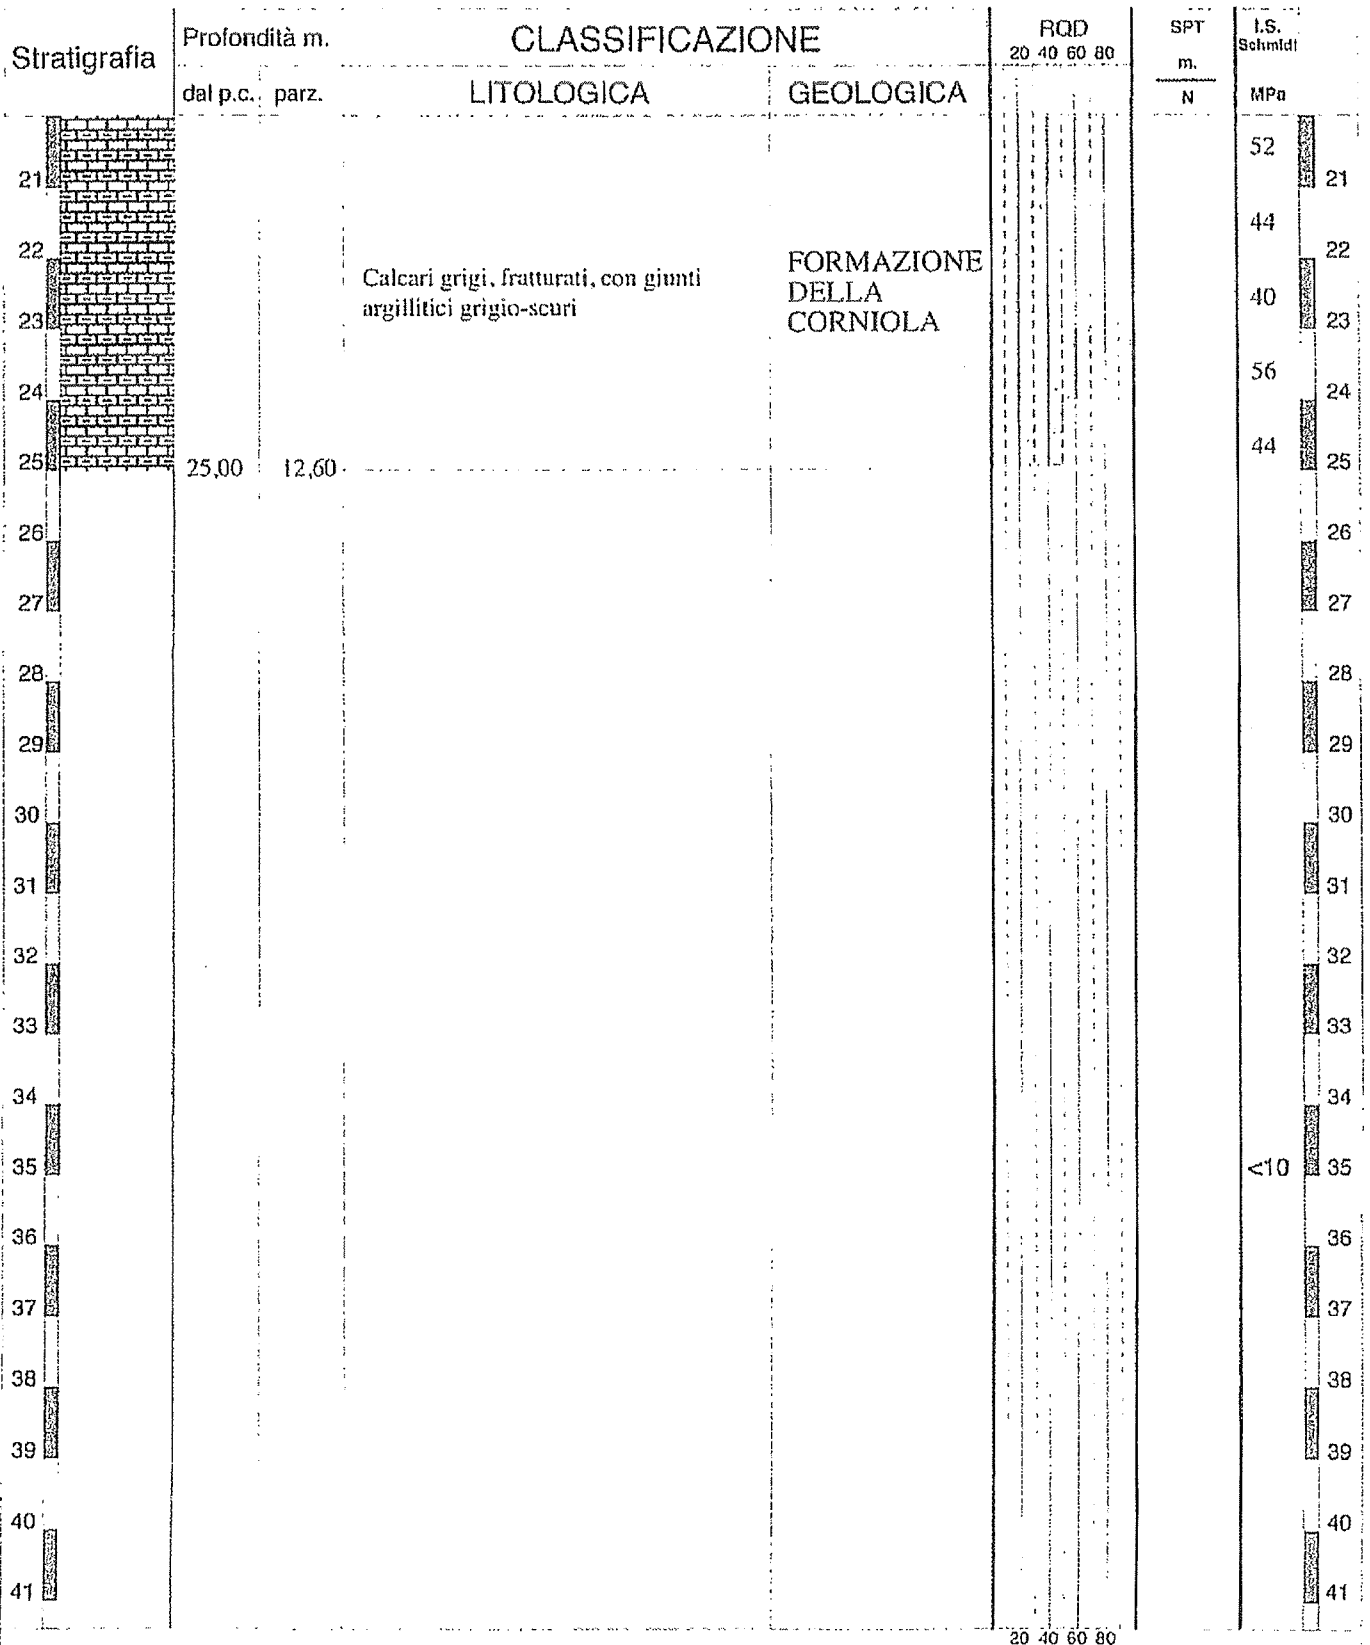 Stratigrafia
Profondità m.
CLASSIFICAZIONE
RQD
SPT
I.S.
Schmidt
20 40 60 80
m.
dal p.c. parz.
LITOLOGICA
GEOLOGICA
N
MPa
52
21
21
44
22
22
Calcari grigi, fratturati, con giunti
argillitici grigio-scuri
FORMAZIONE
DELLA
CORNIOLA
40
23
23
56
24
24
44
25
25,00 12,60
25
26
26
27
27
28
28
29
29
30
30
31
31
32
32
33
33
34
34
35
<10
35
36
36
37
37
38
38
39
39
40
40
41
41
20 40 60 80